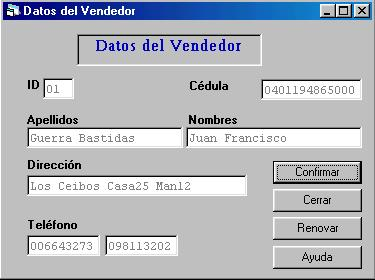 Datos del Vendedor
Datos del Vendedor
ID 01 Cédula 0401194865000
Apellidos Nombres
Guerra Bastidas Juan Francisco
Dirección
Los Ceibos Casa25 Man12
Confirmar
Cerrar
Teléfono
Renovar
006643273 098113202
Ayuda